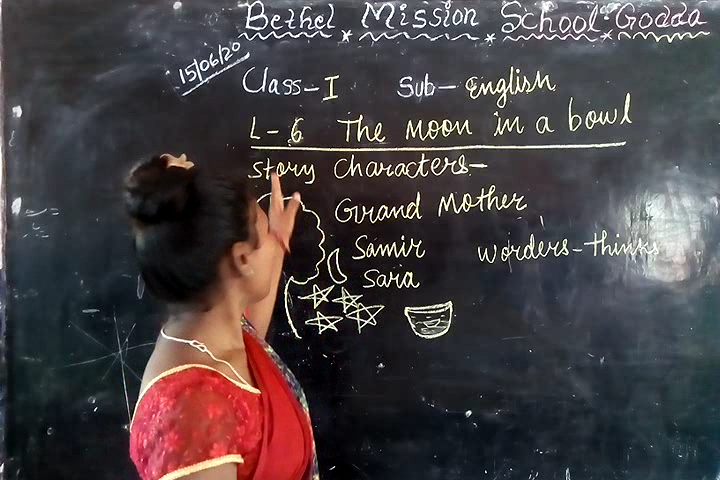 Bethel * Mission * School * Godda
15/06/20
Class-I Sub-English
L-6 The Moon in a bowl
story characters-
Grand Mother
Samir worders-thinks
Sara